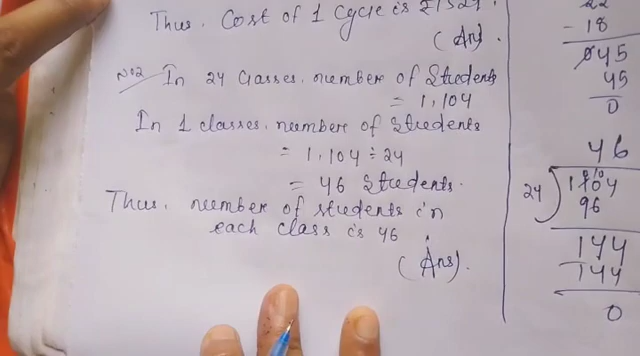 Thus, Cost of 1 Cycle is
(Ans).
No2 In 24 Classes, number of Students
= 1,104
In 1 classes, number of Students
= 1,104 ÷ 24
= 46 Students.
Thus, number of students in
each class is 46
(Ans).
22
- 18
045
45
0
46
24 1104
96
144
144
0